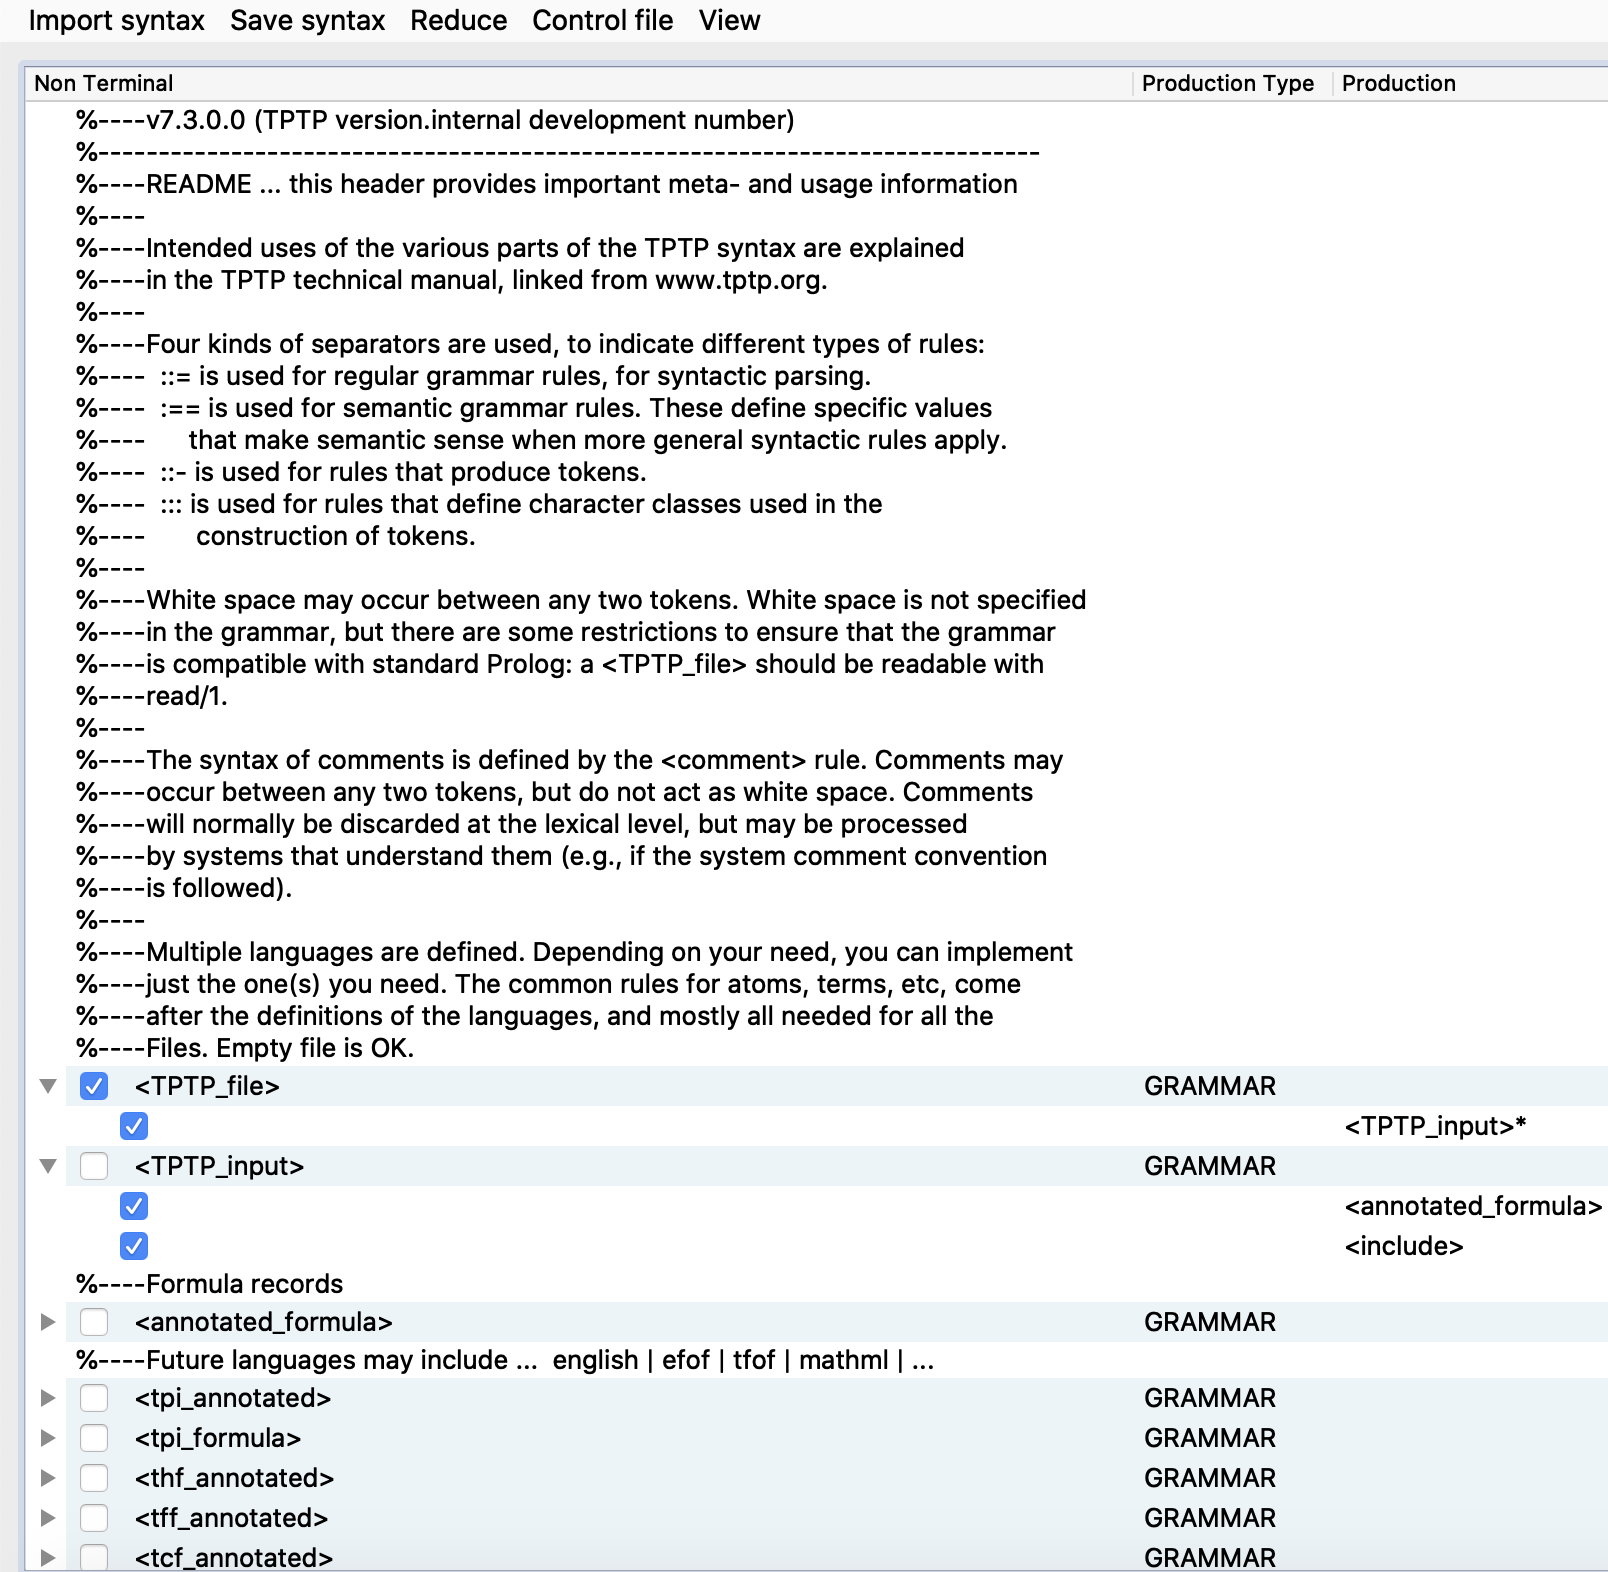 Import syntax Save syntax Reduce Control file View
Non Terminal Production Type Production
%----v7.3.0.0 (TPTP version.internal development number)
%------------------------------------------------------------------------------
%----README ... this header provides important meta- and usage information
%----
%----Intended uses of the various parts of the TPTP syntax are explained
%----in the TPTP technical manual, linked from www.tptp.org.
%----
%----Four kinds of separators are used, to indicate different types of rules:
%---- ::= is used for regular grammar rules, for syntactic parsing.
%---- :== is used for semantic grammar rules. These define specific values
%---- that make semantic sense when more general syntactic rules apply.
%---- ::- is used for rules that produce tokens.
%---- ::: is used for rules that define character classes used in the
%---- construction of tokens.
%----
%----White space may occur between any two tokens. White space is not specified
%----in the grammar, but there are some restrictions to ensure that the grammar
%----is compatible with standard Prolog: a <TPTP_file> should be readable with
%----read/1.
%----
%----The syntax of comments is defined by the <comment> rule. Comments may
%----occur between any two tokens, but do not act as white space. Comments
%----will normally be discarded at the lexical level, but may be processed
%----by systems that understand them (e.g., if the system comment convention
%----is followed).
%----
%----Multiple languages are defined. Depending on your need, you can implement
%----just the one(s) you need. The common rules for atoms, terms, etc, come
%----after the definitions of the languages, and mostly all needed for all the
%----Files. Empty file is OK.
<TPTP_file> GRAMMAR
<TPTP_input>*
<TPTP_input> GRAMMAR
<annotated_formula>
<include>
%----Formula records
<annotated_formula> GRAMMAR
%----Future languages may include ... english | efof | tfof | mathml | ...
<tpi_annotated> GRAMMAR
<tpi_formula> GRAMMAR
<thf_annotated> GRAMMAR
<tff_annotated> GRAMMAR
<tcf_annotated> GRAMMAR